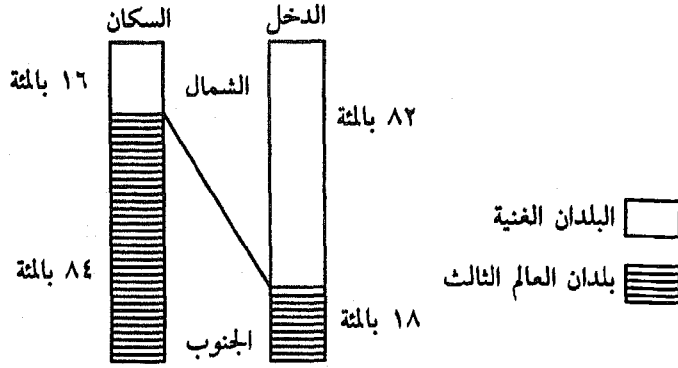 الدخل
السكان
١٦ بالمئة
الشمال
٨٢ بالمئة
البلدان الغنية
بلدان العالم الثالث
٨٤ بالمئة
١٨ بالمئة
الجنوب